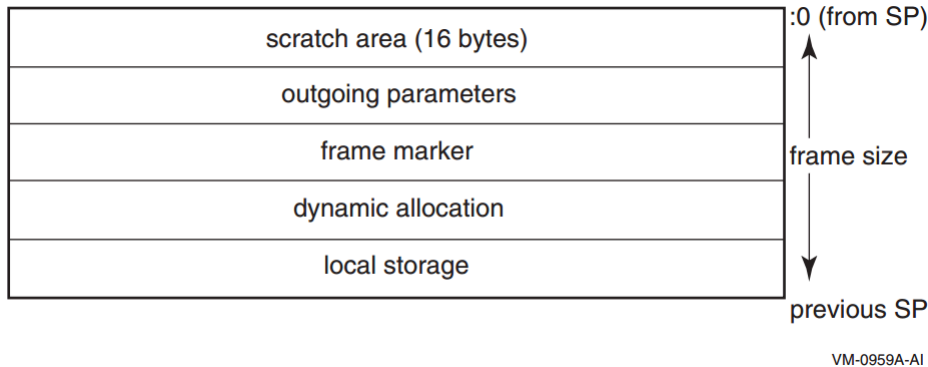 :0 (from SP)
scratch area (16 bytes)
outgoing parameters
frame marker
frame size
dynamic allocation
local storage
previous SP
VM-0959A-AI